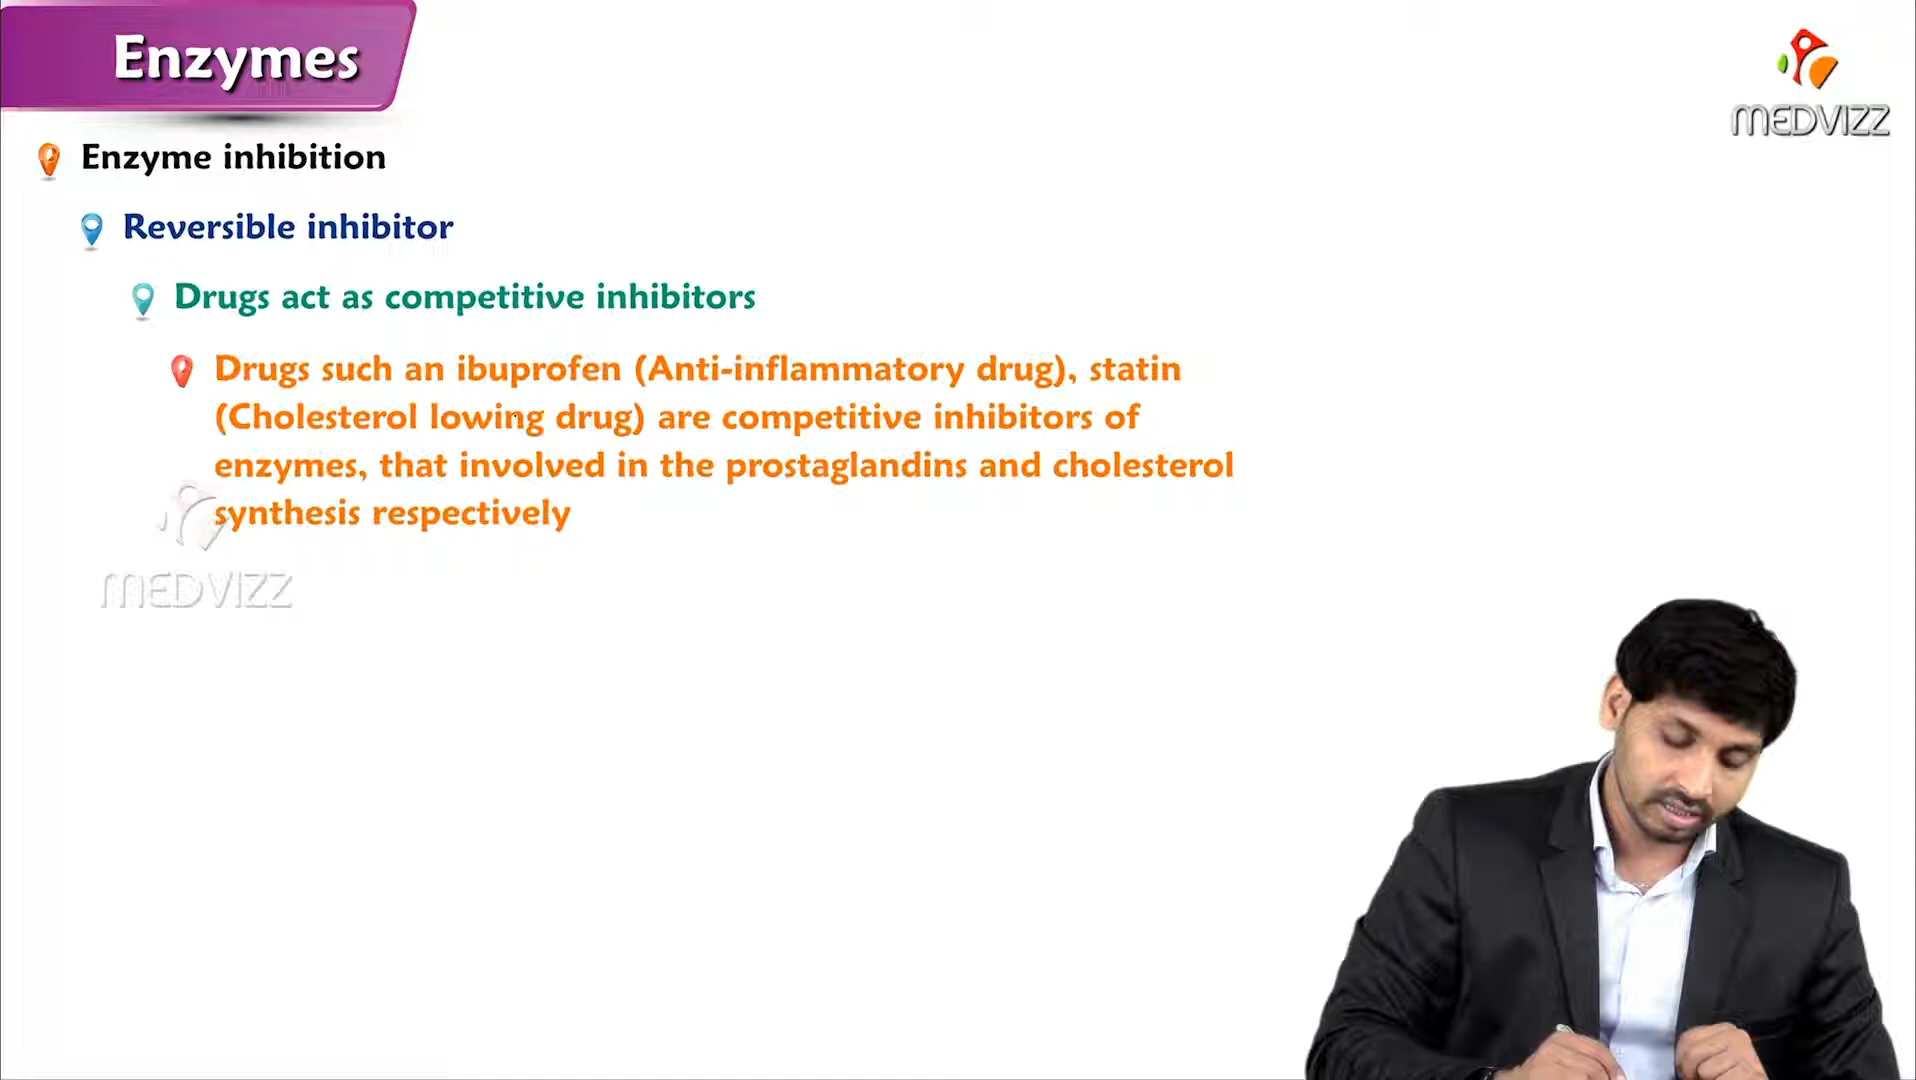 Enzymes
MEDVIZZ
Enzyme inhibition
Reversible inhibitor
Drugs act as competitive inhibitors
Drugs such an ibuprofen (Anti-inflammatory drug), statin
(Cholesterol lowing drug) are competitive inhibitors of
enzymes, that involved in the prostaglandins and cholesterol
synthesis respectively
MEDVIZZ